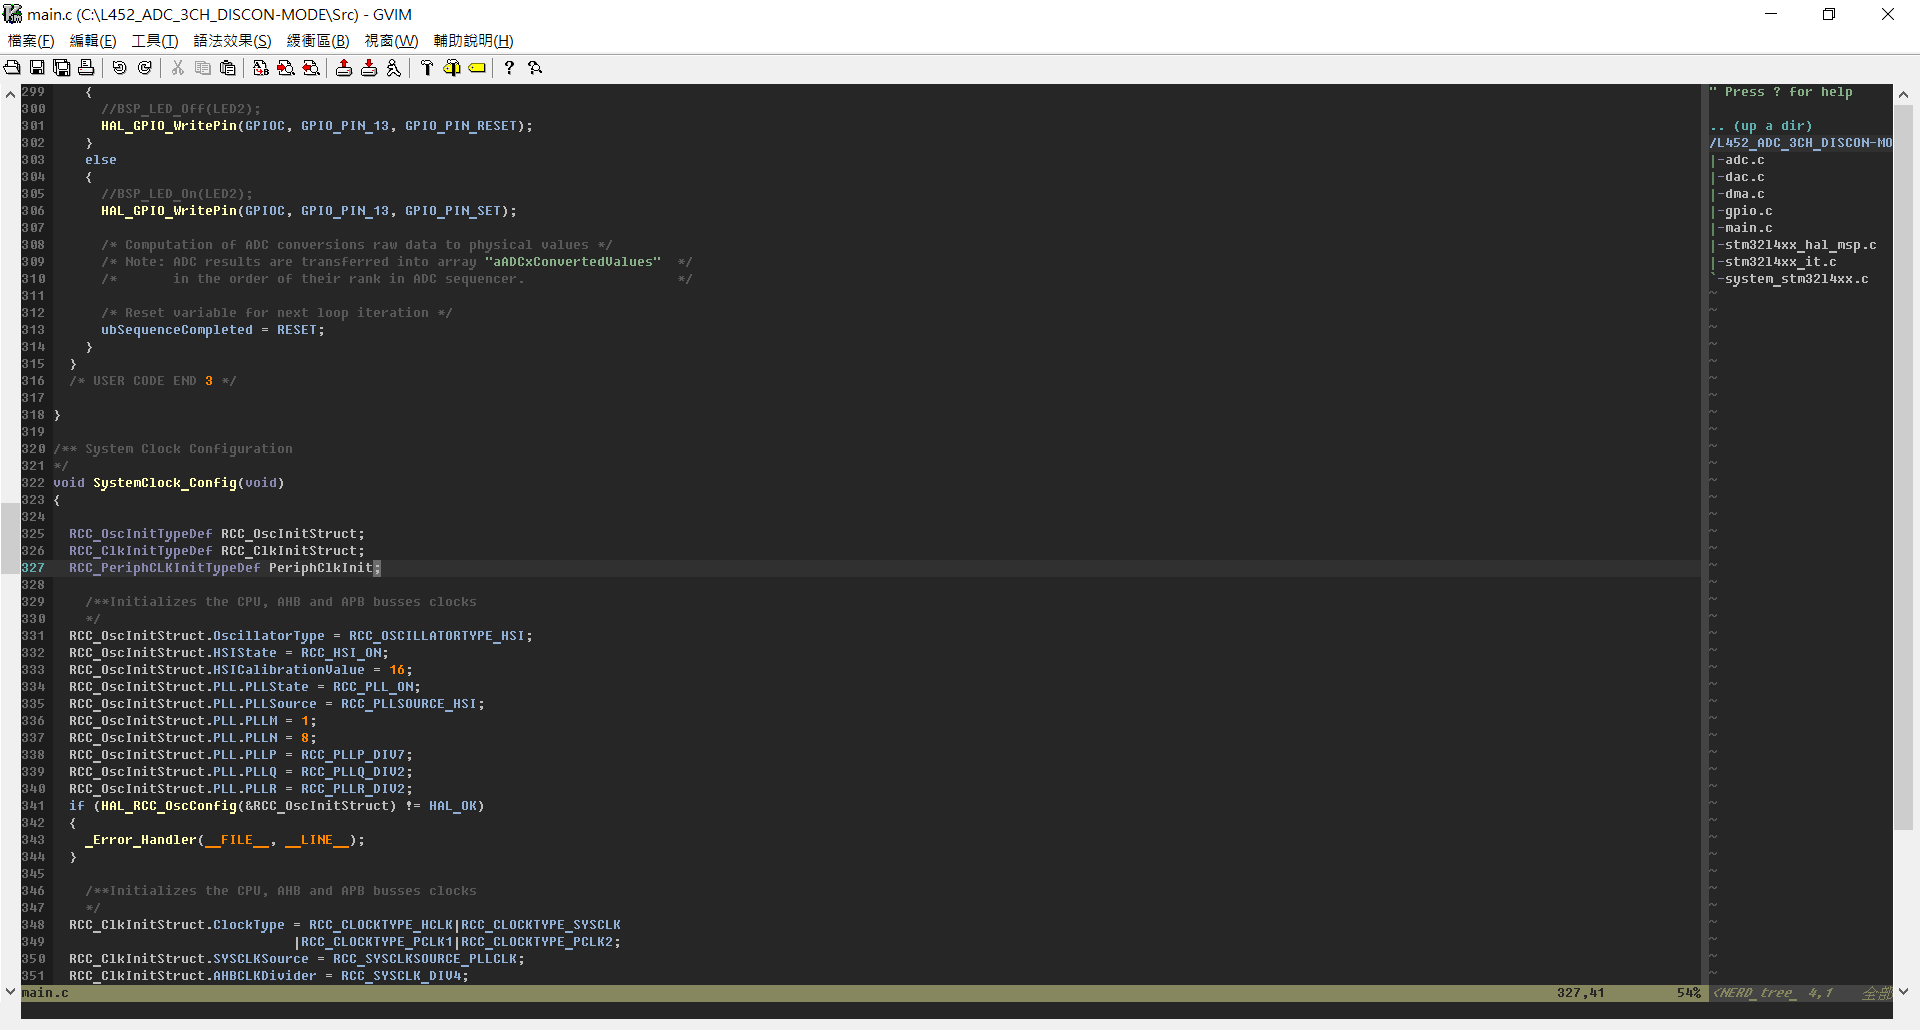 main.c (C:\L452_ADC_3CH_DISCON-MODE\Src) - GVIM
檔案(F) 編輯(E) 工具(T) 語法效果(S) 緩衝區(B) 視窗(W) 輔助說明(H)
299     {
300       //BSP_LED_Off(LED2);
301       HAL_GPIO_WritePin(GPIOC, GPIO_PIN_13, GPIO_PIN_RESET);
302     }
303     else
304     {
305       //BSP_LED_On(LED2);
306       HAL_GPIO_WritePin(GPIOC, GPIO_PIN_13, GPIO_PIN_SET);
307
308       /* Computation of ADC conversions raw data to physical values */
309       /* Note: ADC results are transferred into array "aADCxConvertedValues"  */
310       /*       in the order of their rank in ADC sequencer.                   */
311
312       /* Reset variable for next loop iteration */
313       ubSequenceCompleted = RESET;
314     }
315   }
316   /* USER CODE END 3 */
317
318 }
319
320 /** System Clock Configuration
321 */
322 void SystemClock_Config(void)
323 {
324
325   RCC_OscInitTypeDef RCC_OscInitStruct;
326   RCC_ClkInitTypeDef RCC_ClkInitStruct;
327   RCC_PeriphCLKInitTypeDef PeriphClkInit;
328
329     /**Initializes the CPU, AHB and APB busses clocks
330     */
331   RCC_OscInitStruct.OscillatorType = RCC_OSCILLATORTYPE_HSI;
332   RCC_OscInitStruct.HSIState = RCC_HSI_ON;
333   RCC_OscInitStruct.HSICalibrationValue = 16;
334   RCC_OscInitStruct.PLL.PLLState = RCC_PLL_ON;
335   RCC_OscInitStruct.PLL.PLLSource = RCC_PLLSOURCE_HSI;
336   RCC_OscInitStruct.PLL.PLLM = 1;
337   RCC_OscInitStruct.PLL.PLLN = 8;
338   RCC_OscInitStruct.PLL.PLLP = RCC_PLLP_DIV7;
339   RCC_OscInitStruct.PLL.PLLQ = RCC_PLLQ_DIV2;
340   RCC_OscInitStruct.PLL.PLLR = RCC_PLLR_DIV2;
341   if (HAL_RCC_OscConfig(&RCC_OscInitStruct) != HAL_OK)
342   {
343     _Error_Handler(__FILE__, __LINE__);
344   }
345
346     /**Initializes the CPU, AHB and APB busses clocks
347     */
348   RCC_ClkInitStruct.ClockType = RCC_CLOCKTYPE_HCLK|RCC_CLOCKTYPE_SYSCLK
349                               |RCC_CLOCKTYPE_PCLK1|RCC_CLOCKTYPE_PCLK2;
350   RCC_ClkInitStruct.SYSCLKSource = RCC_SYSCLKSOURCE_PLLCLK;
351   RCC_ClkInitStruct.AHBCLKDivider = RCC_SYSCLK_DIV4;
main.c 327,41 54%
" Press ? for help
.. (up a dir)
/L452_ADC_3CH_DISCON-MO
|-adc.c
|-dac.c
|-dma.c
|-gpio.c
|-main.c
|-stm32l4xx_hal_msp.c
|-stm32l4xx_it.c
`-system_stm32l4xx.c
<NERD_tree_ 4,1 全部